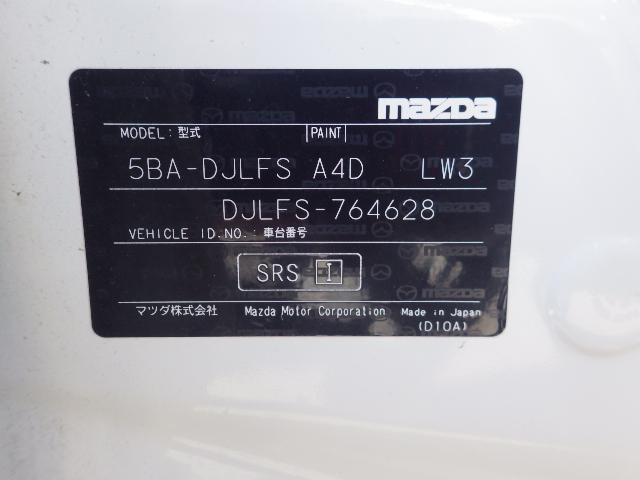 mazda
MODEL: 型式 PAINT
5BA-DJLFS A4D LW3
DJLFS-764628
VEHICLE ID.NO.: 車台番号
SRS I
マツダ株式会社 Mazda Motor Corporation Made in Japan
(D10A)